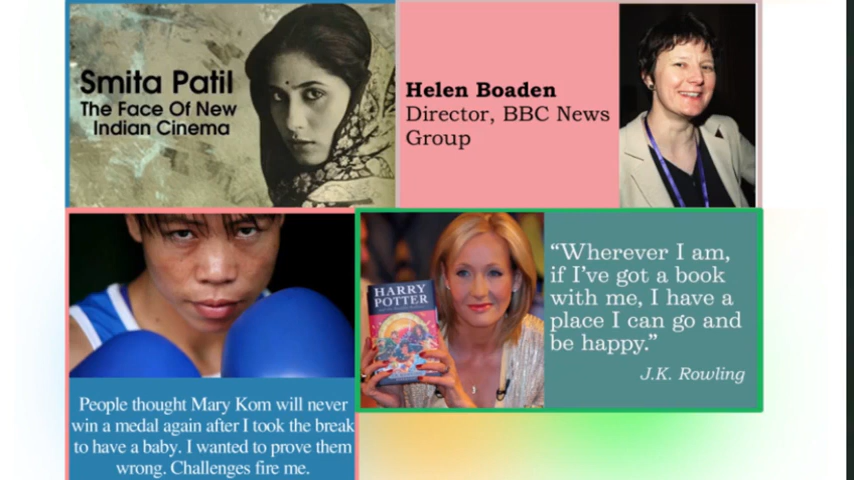 Smita Patil
The Face Of New
Indian Cinema
Helen Boaden
Director, BBC News
Group
HARRY
POTTER
“Wherever I am,
if I’ve got a book
with me, I have a
place I can go and
be happy.”
J.K. Rowling
People thought Mary Kom will never
win a medal again after I took the break
to have a baby. I wanted to prove them
wrong. Challenges fire me.